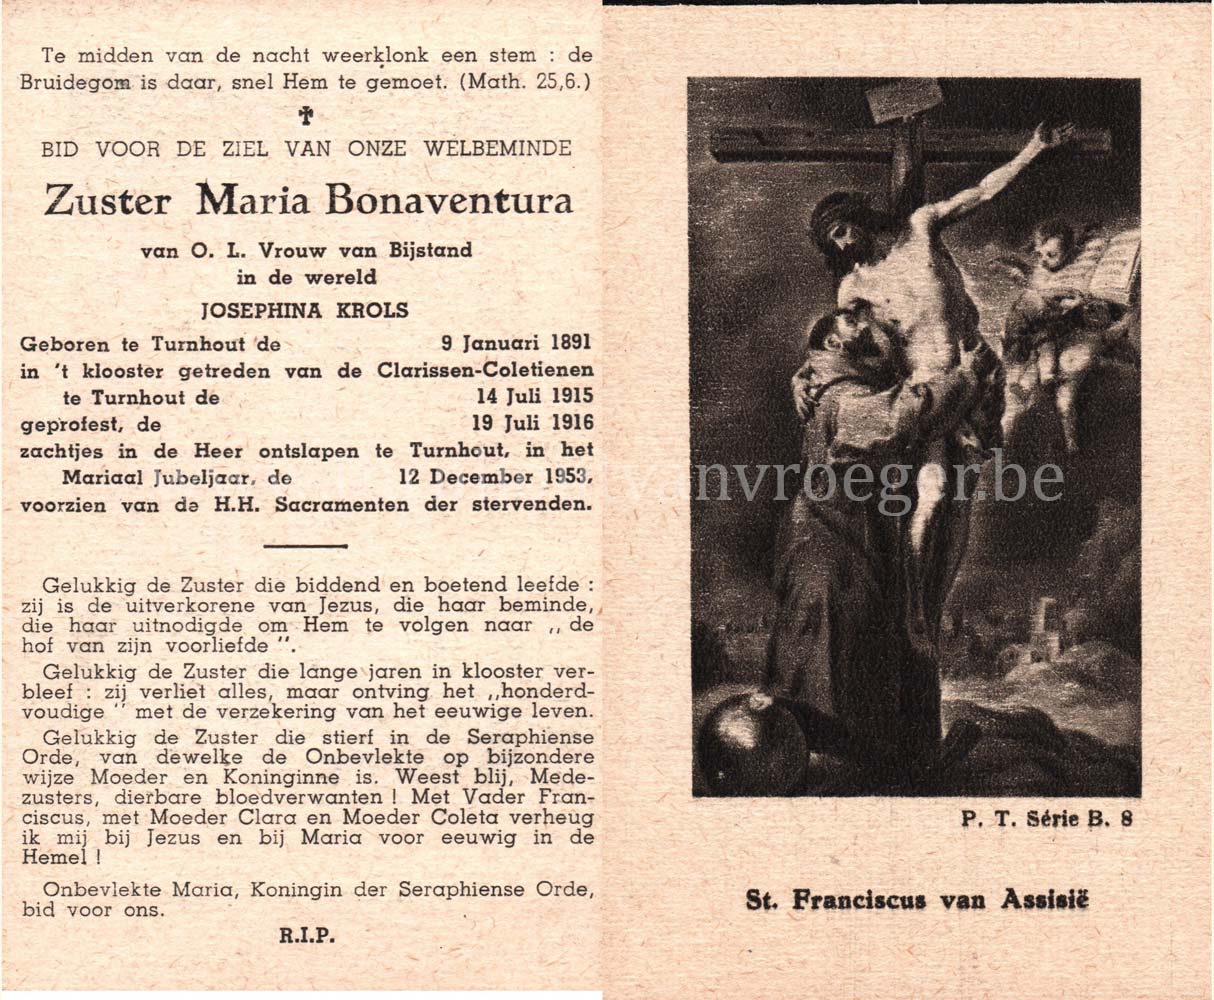 Te midden van de nacht weerklonk een stem : de
Bruidegom is daar, snel Hem te gemoet. (Math. 25,6.)
BID VOOR DE ZIEL VAN ONZE WELBEMINDE
Zuster Maria Bonaventura
van O. L. Vrouw van Bijstand
in de wereld
JOSEPHINA KROLS
Geboren te Turnhout de 9 Januari 1891
in 't klooster getreden van de Clarissen-Coletienen
te Turnhout de 14 Juli 1915
geprofest, de 19 Juli 1916
zachtjes in de Heer ontslapen te Turnhout, in het
Mariaal Jubeljaar, de 12 December 1953,
voorzien van de H.H. Sacramenten der stervenden.
Gelukkig de Zuster die biddend en boetend leefde :
zij is de uitverkorene van Jezus, die haar beminde,
die haar uitnodigde om Hem te volgen naar ,, de
hof van zijn voorliefde ".
Gelukkig de Zuster die lange jaren in klooster ver-
bleef : zij verliet alles, maar ontving het ,,honderd-
voudige " met de verzekering van het eeuwige leven.
Gelukkig de Zuster die stierf in de Seraphiense
Orde, van dewelke de Onbevlekte op bijzondere
wijze Moeder en Koninginne is. Weest blij, Mede-
zusters, dierbare bloedverwanten ! Met Vader Fran-
ciscus, met Moeder Clara en Moeder Coleta verheug
ik mij bij Jezus en bij Maria voor eeuwig in de
Hemel !
Onbevlekte Maria, Koningin der Seraphiense Orde,
bid voor ons.
R.I.P.
vanvroeger.be
P. T. Série B. 8
St. Franciscus van Assisië